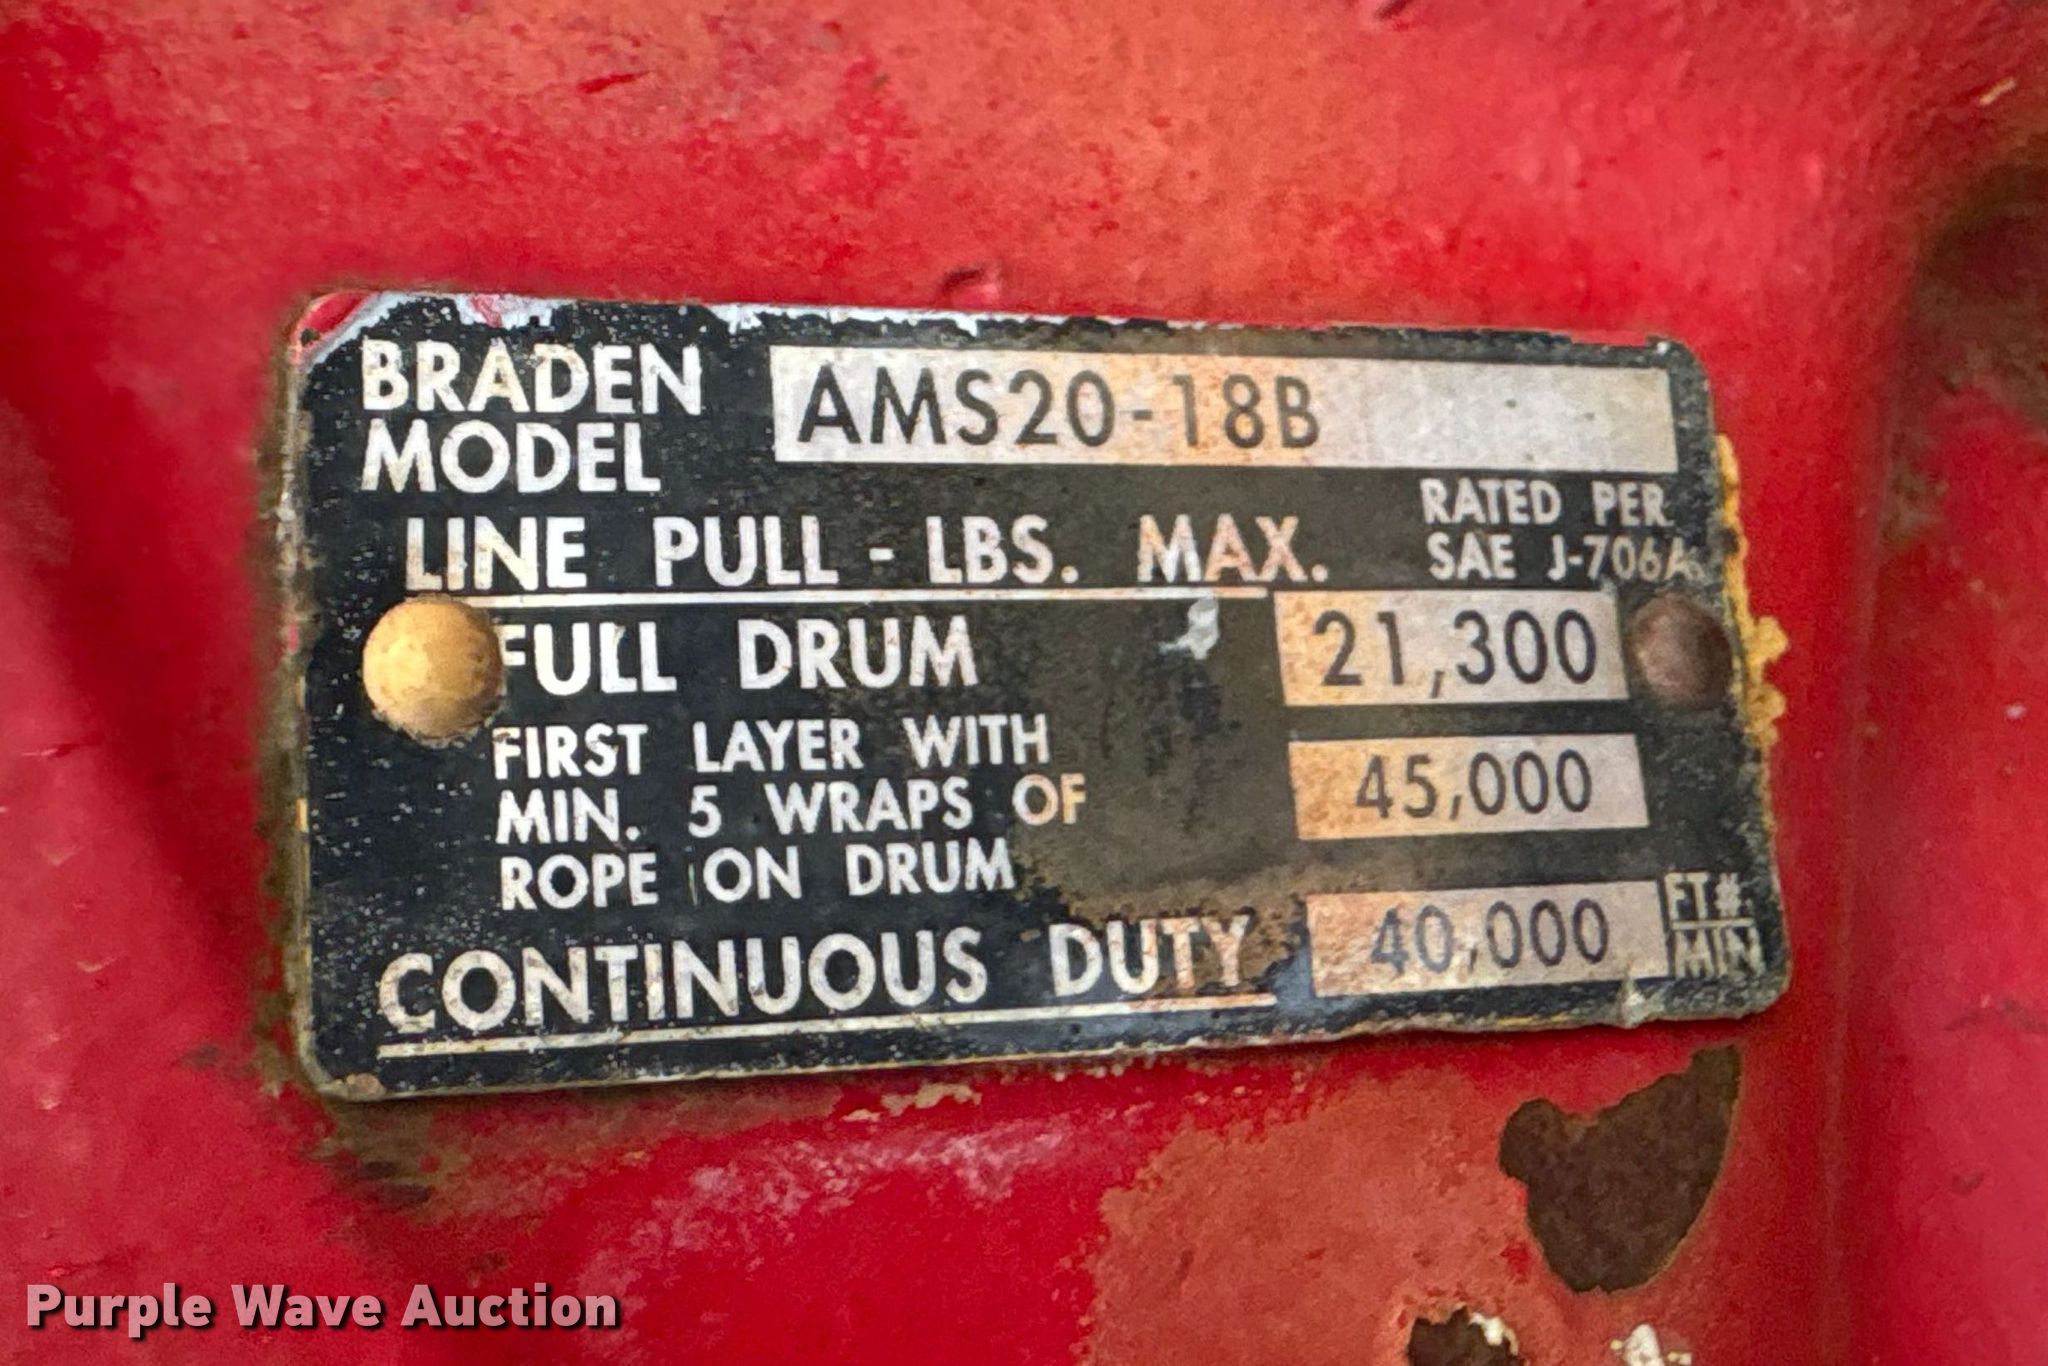 BRADEN
MODEL
AMS20-18B
LINE PULL - LBS. MAX.
RATED PER
SAE J-706A
FULL DRUM
21,300
FIRST LAYER WITH
MIN. 5 WRAPS OF
ROPE ON DRUM
45,000
CONTINUOUS DUTY
40,000
FT#
MIN
Purple Wave Auction